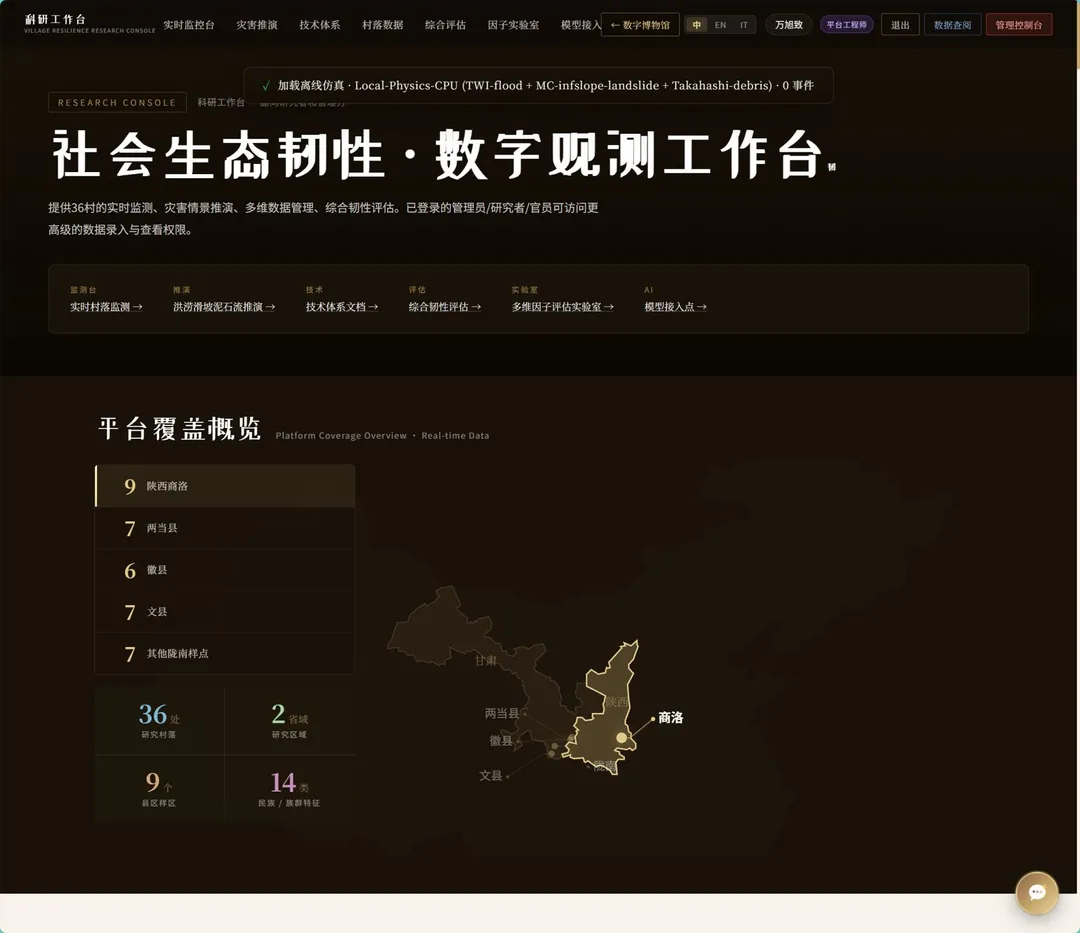 科研工作台
VILLAGE RESILIENCE RESEARCH CONSOLE
实时监控台 灾害推演 技术体系 村落数据 综合评估 因子实验室 模型接入
← 数字博物馆 中 EN IT 万旭致 平台工程师 退出 数据查阅 管理控制台
✓ 加载离线仿真 · Local-Physics-CPU (TWI-flood + MC-infslope-landslide + Takahashi-debris) · 0 事件
RESEARCH CONSOLE 科研工作台
社会生态韧性·数字观测工作台
提供36村的实时监测、灾害情景推演、多维数据管理、综合韧性评估。已登录的管理员/研究者/官员可访问更
高级的数据录入与查看权限。
监测台 推演 技术 评估 实验室 AI
实时村落监测→ 洪涝滑坡泥石流推演→ 技术体系文档→ 综合韧性评估→ 多维因子评估实验室→ 模型接入点→
平台覆盖概览 Platform Coverage Overview · Real-time Data
9 陕西商洛
7 两当县
6 徽县
7 文县
7 其他陇南样点
36 处
研究村落
2 省域
研究区域
9 个
县区样区
14 类
民族 / 族群特征
甘肃
陕西
两当县
商洛
徽县
陇南
文县